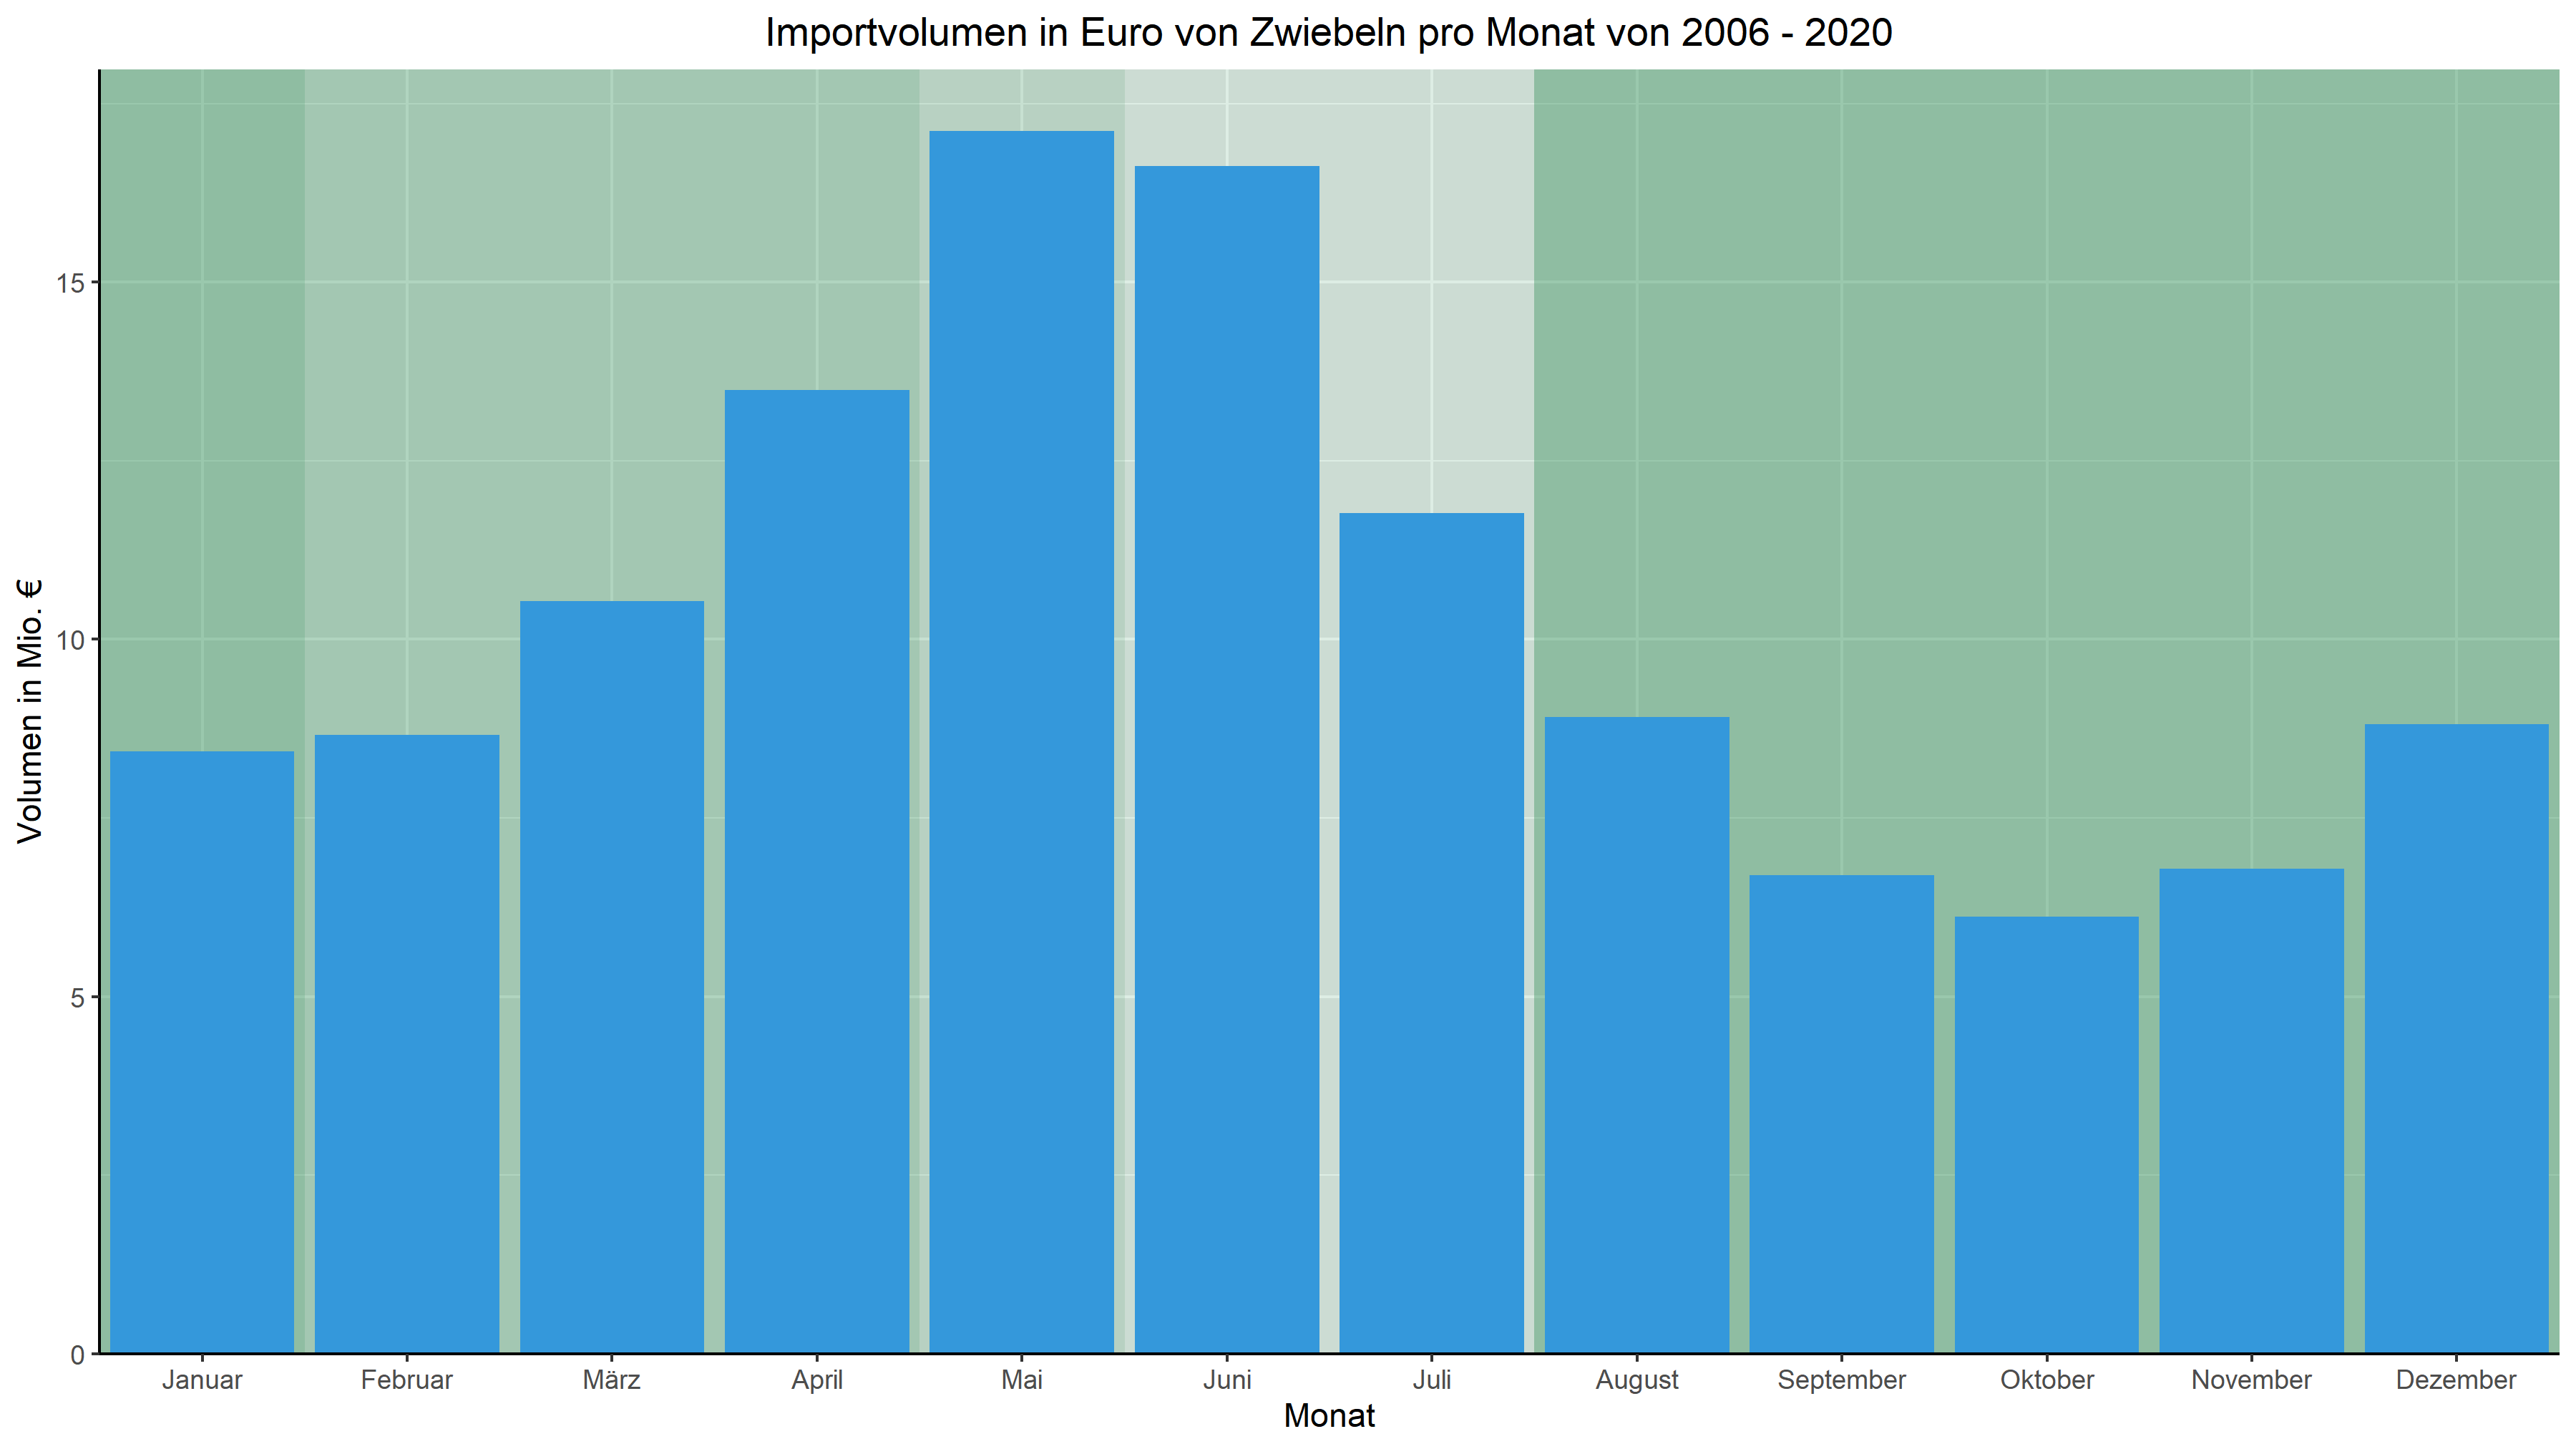 Importvolumen in Euro von Zwiebeln pro Monat von 2006 - 2020
Volumen in Mio. €
15
10
5
0
Januar Februar März April Mai Juni Juli August September Oktober November Dezember
Monat